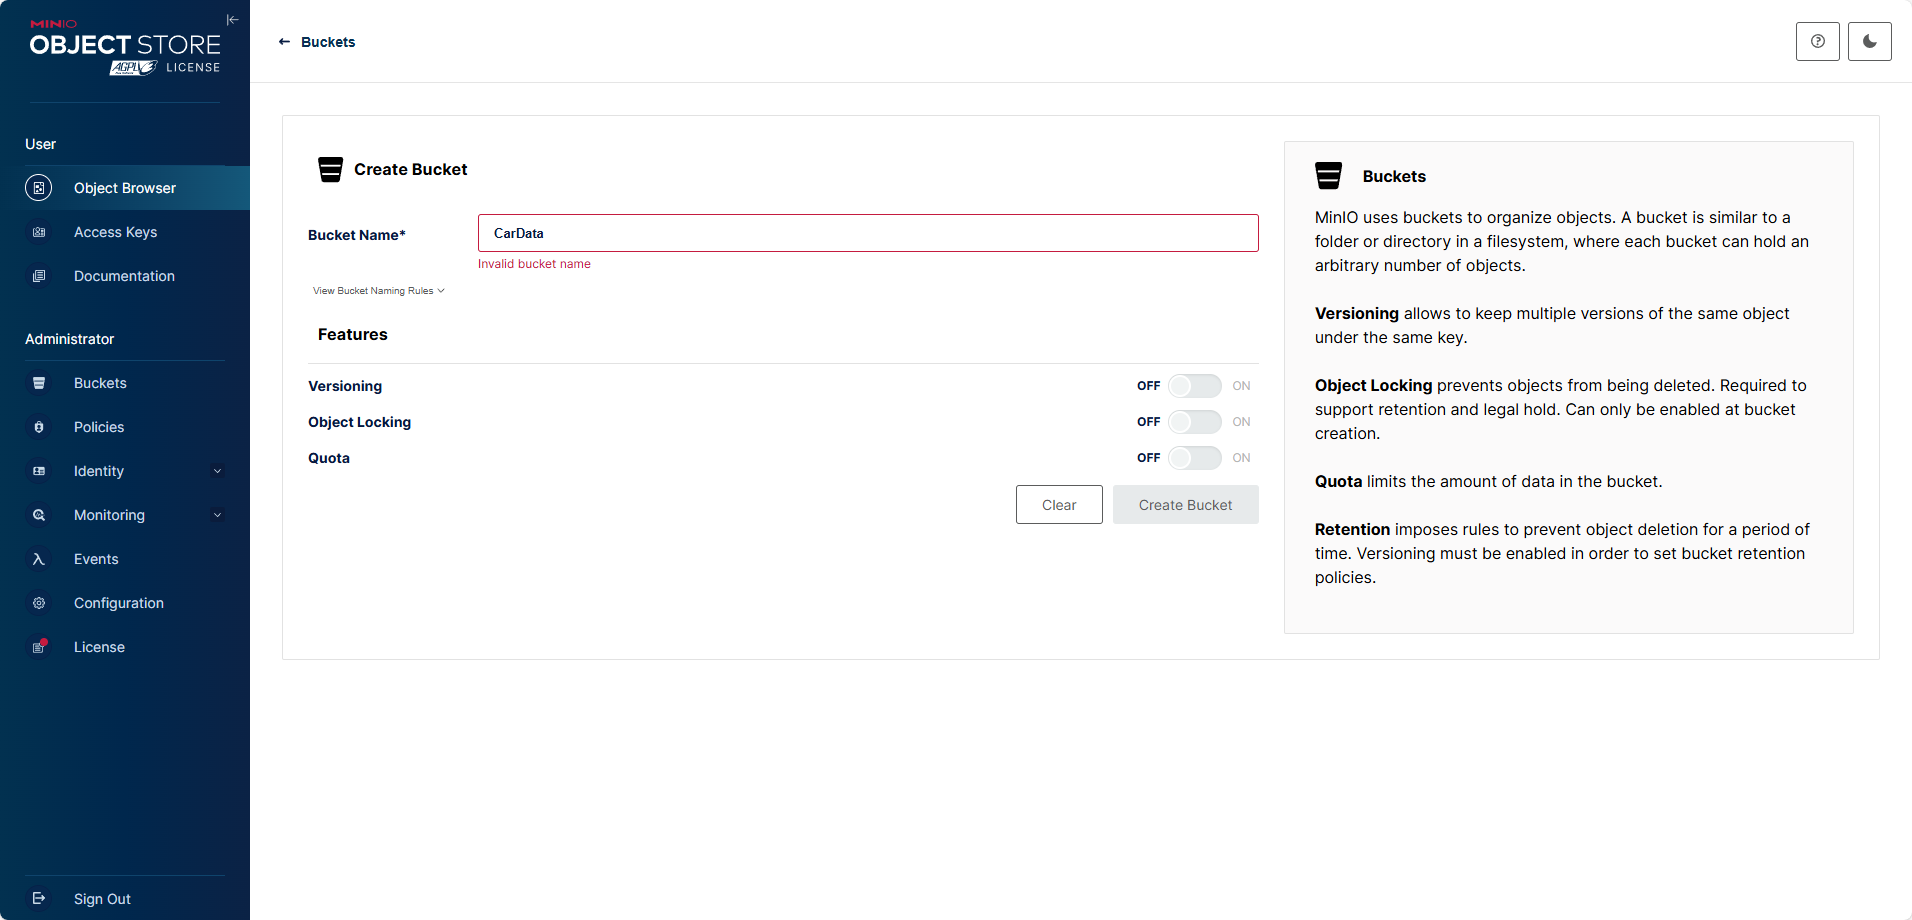 MINIO
OBJECT STORE
AGPL LICENSE
User
Object Browser
Access Keys
Documentation
Administrator
Buckets
Policies
Identity
Monitoring
Events
Configuration
License
Sign Out
Buckets
Create Bucket
Bucket Name*
CarData
Invalid bucket name
View Bucket Naming Rules
Features
Versioning OFF ON
Object Locking OFF ON
Quota OFF ON
Clear Create Bucket
Buckets
MinIO uses buckets to organize objects. A bucket is similar to a
folder or directory in a filesystem, where each bucket can hold an
arbitrary number of objects.
Versioning allows to keep multiple versions of the same object
under the same key.
Object Locking prevents objects from being deleted. Required to
support retention and legal hold. Can only be enabled at bucket
creation.
Quota limits the amount of data in the bucket.
Retention imposes rules to prevent object deletion for a period of
time. Versioning must be enabled in order to set bucket retention
policies.